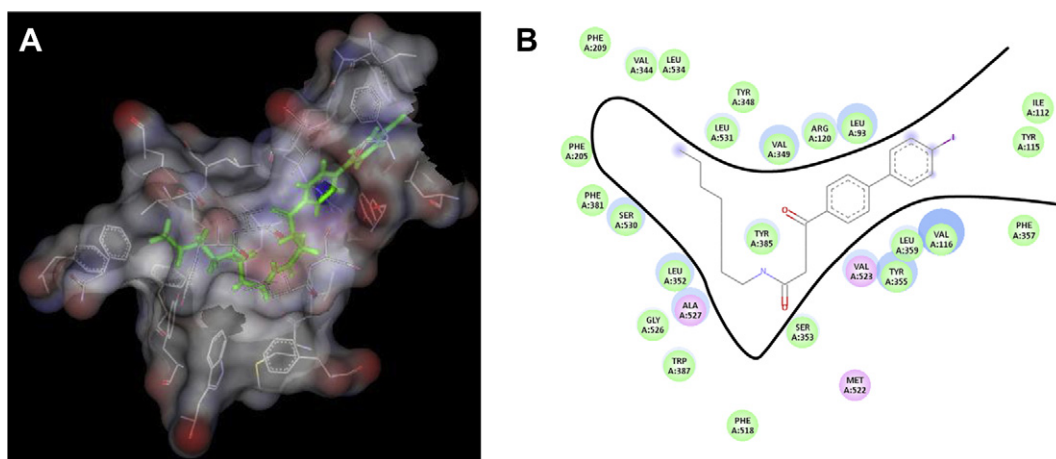 A
B
PHE
A:209
VAL
A:344
LEU
A:534
TYR
A:348
LEU
A:531
VAL
A:349
ARG
A:120
LEU
A:93
ILE
A:112
TYR
A:115
PHE
A:205
PHE
A:381
SER
A:530
TYR
A:385
O
LEU
A:359
VAL
A:116
PHE
A:357
VAL
A:523
TYR
A:355
LEU
A:352
N
ALA
A:527
O
GLY
A:526
SER
A:353
TRP
A:387
MET
A:522
PHE
A:518